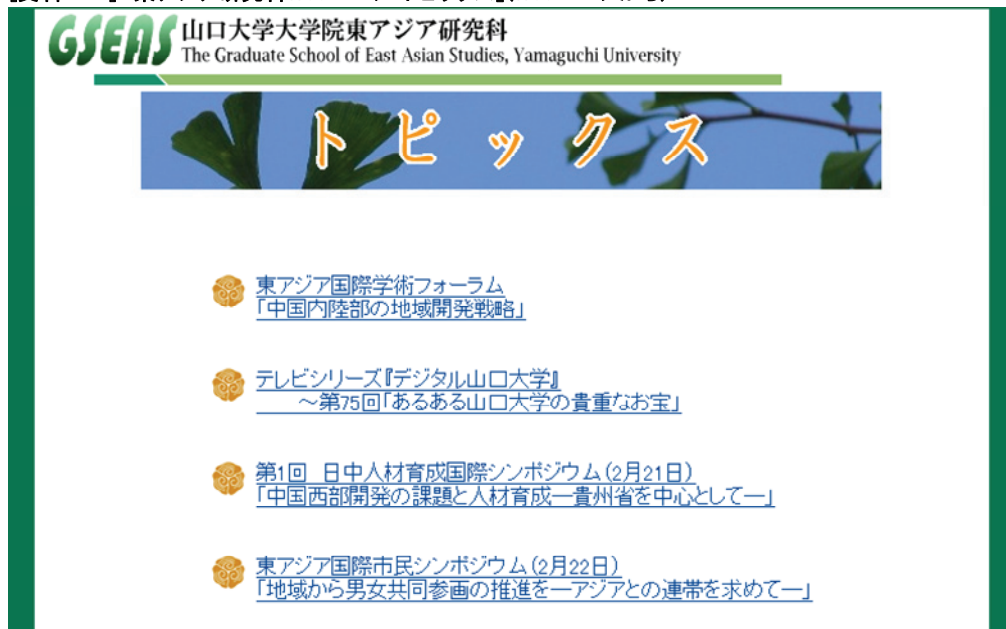 GSEAS 山口大学大学院東アジア研究科
The Graduate School of East Asian Studies, Yamaguchi University
トピックス
東アジア国際学術フォーラム
「中国内陸部の地域開発戦略」
テレビシリーズ『デジタル山口大学』
～第75回「あるある山口大学の貴重なお宝」
第1回 日中人材育成国際シンポジウム(2月21日)
「中国西部開発の課題と人材育成―貴州省を中心として―」
東アジア国際市民シンポジウム(2月22日)
「地域から男女共同参画の推進を―アジアとの連帯を求めて―」